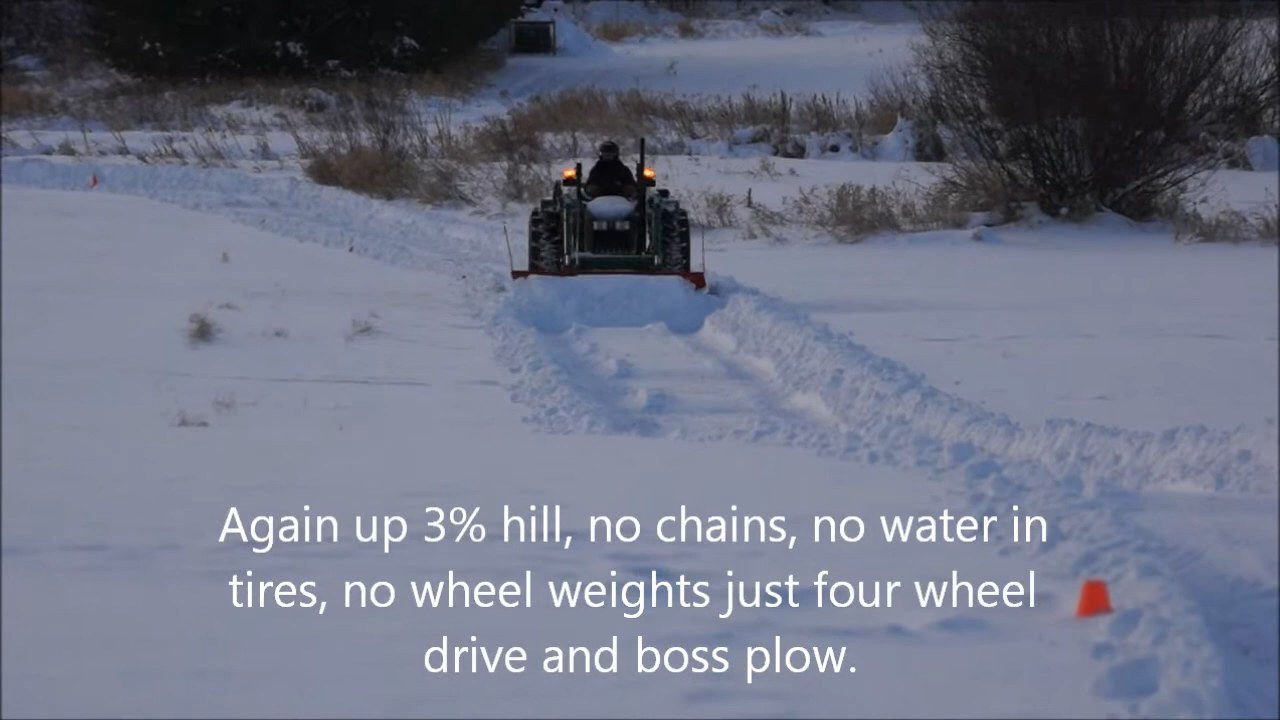 Again up 3% hill, no chains, no water in
tires, no wheel weights just four wheel
drive and boss plow.